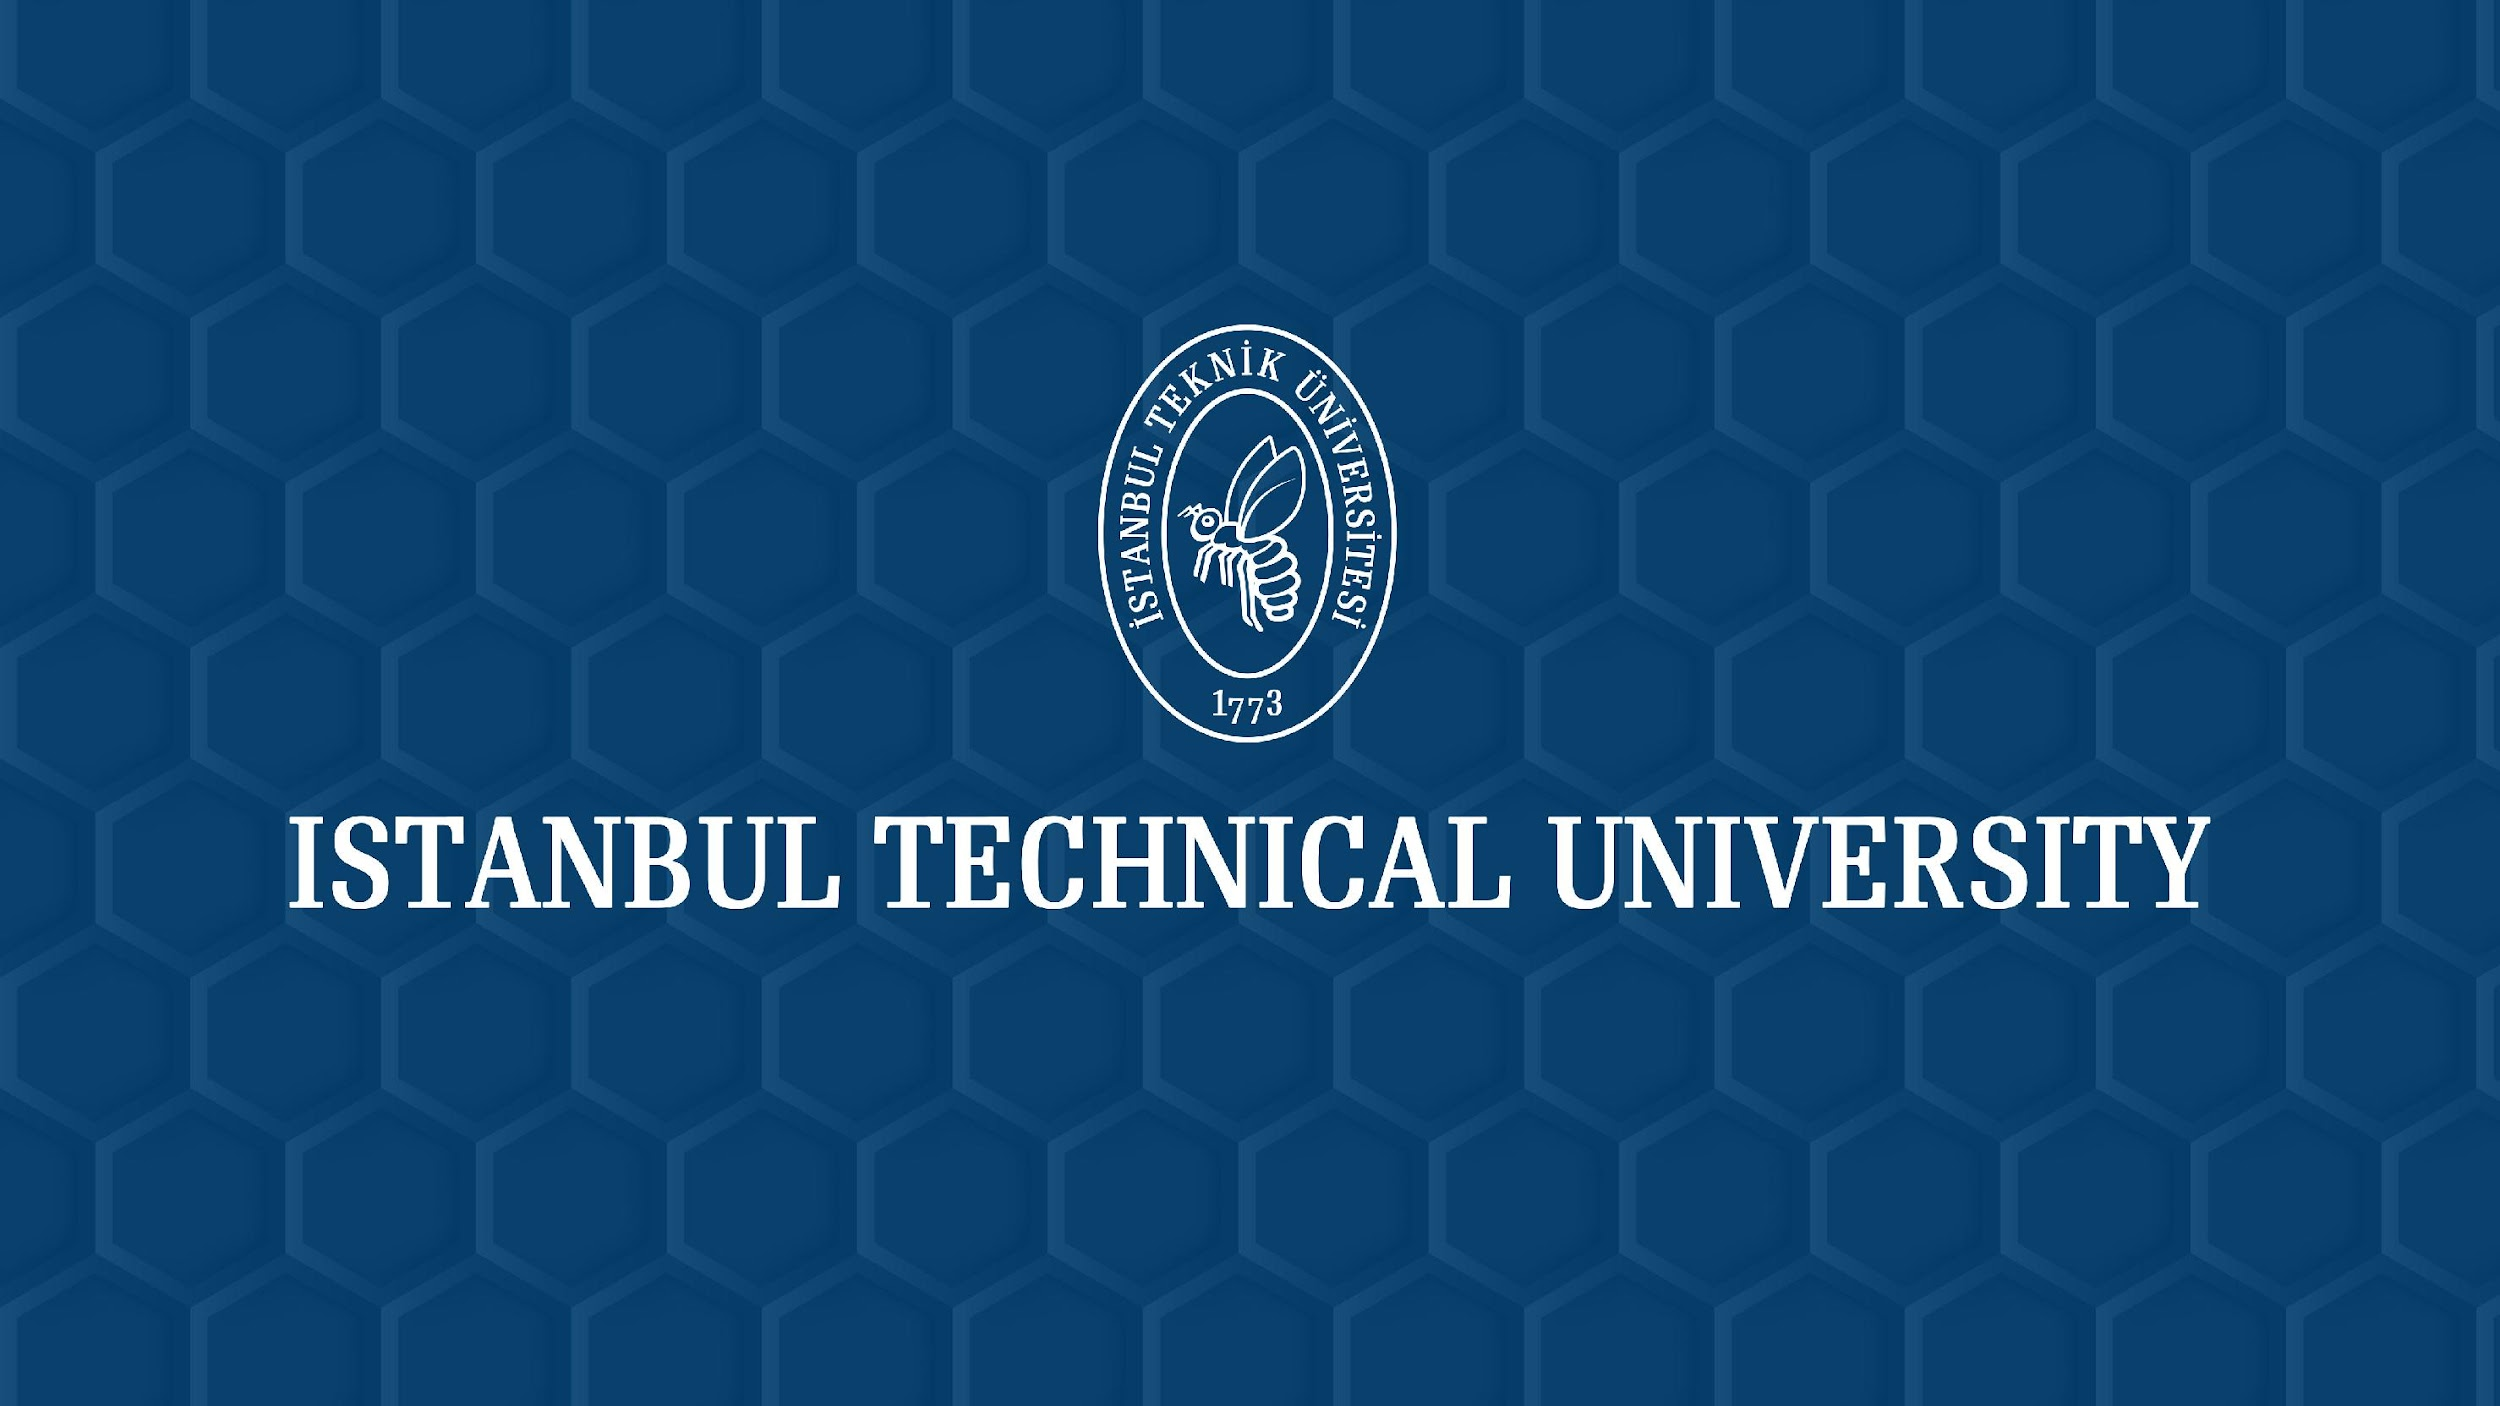 İSTANBUL TEKNİK ÜNİVERSİTESİ
1773
ISTANBUL TECHNICAL UNIVERSITY